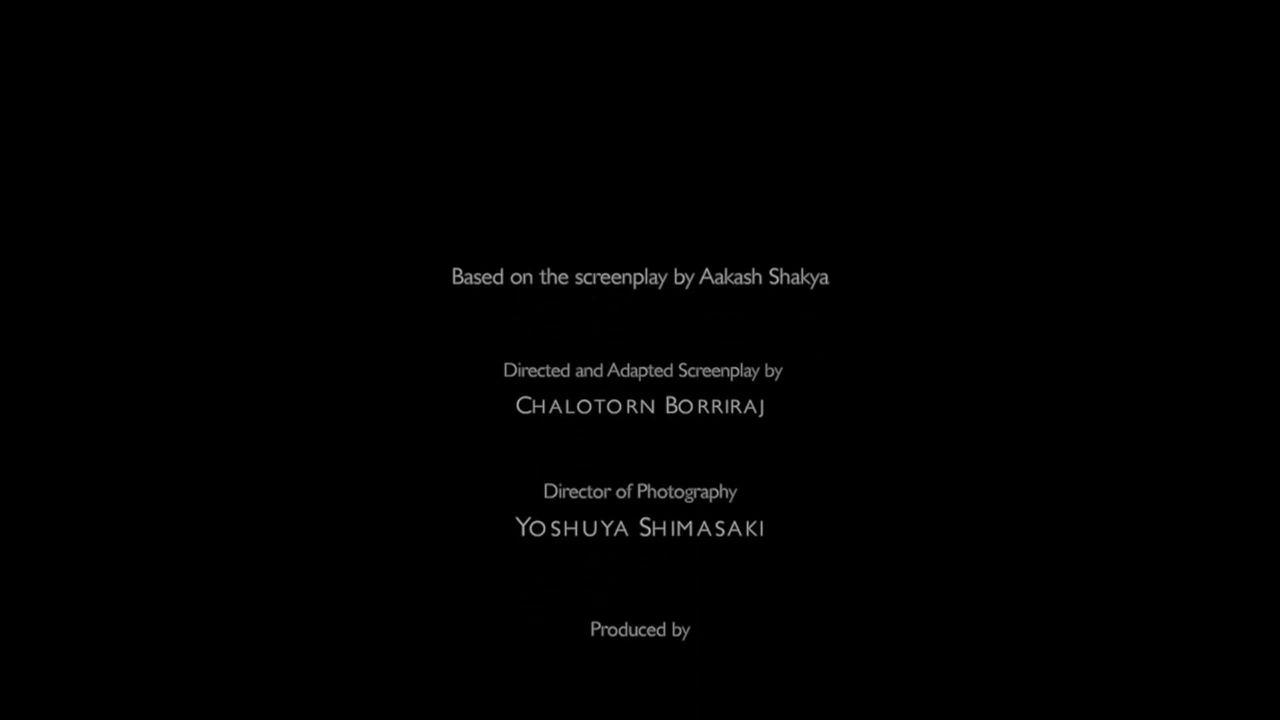 Based on the screenplay by Aakash Shakya
Directed and Adapted Screenplay by
CHALOTORN BORRIRAJ
Director of Photography
YOSHUYA SHIMASAKI
Produced by